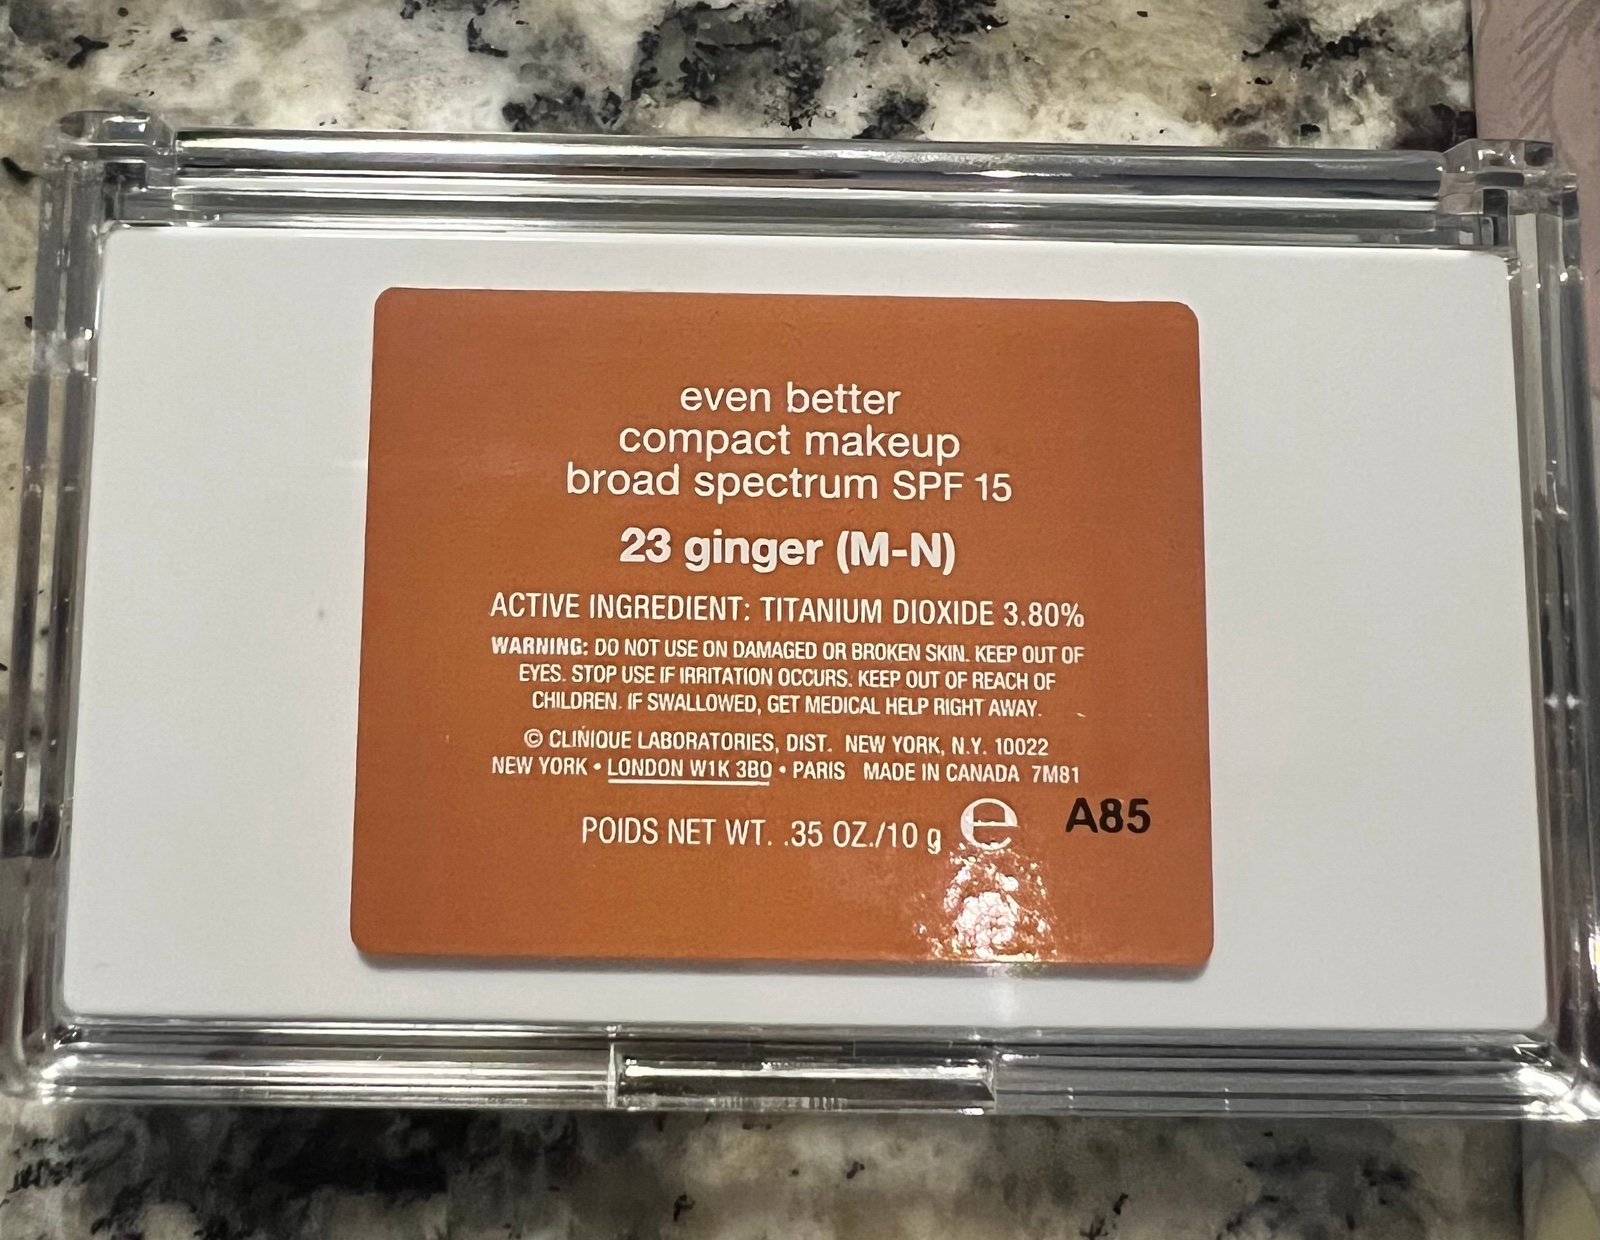 even better
compact makeup
broad spectrum SPF 15
23 ginger (M-N)
ACTIVE INGREDIENT: TITANIUM DIOXIDE 3.80%
WARNING: DO NOT USE ON DAMAGED OR BROKEN SKIN. KEEP OUT OF
EYES. STOP USE IF IRRITATION OCCURS. KEEP OUT OF REACH OF
CHILDREN. IF SWALLOWED, GET MEDICAL HELP RIGHT AWAY.
© CLINIQUE LABORATORIES, DIST. NEW YORK, N.Y. 10022
NEW YORK • LONDON W1K 3BQ • PARIS MADE IN CANADA 7M81
POIDS NET WT. .35 OZ./10 g ℮ A85